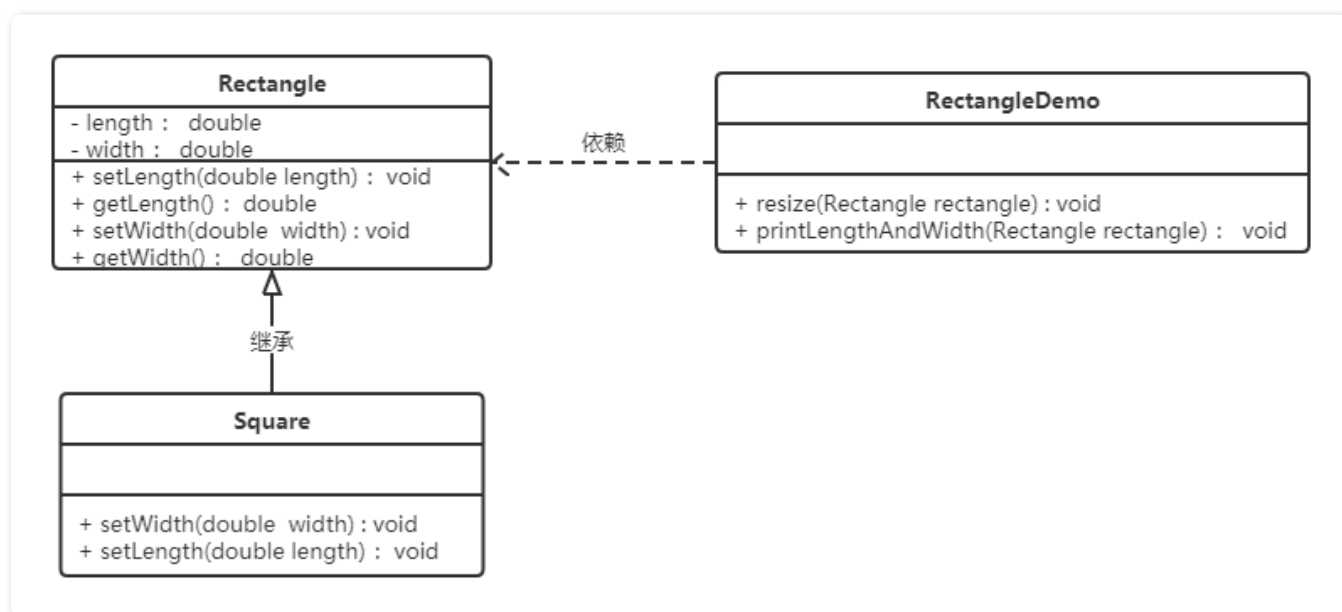 Rectangle
- length： double
- width： double
+ setLength(double length)： void
+ getLength()： double
+ setWidth(double  width) : void
+ getWidth()： double
依赖
RectangleDemo
+ resize(Rectangle rectangle) : void
+ printLengthAndWidth(Rectangle rectangle)： void
继承
Square
+ setWidth(double  width) : void
+ setLength(double length)： void